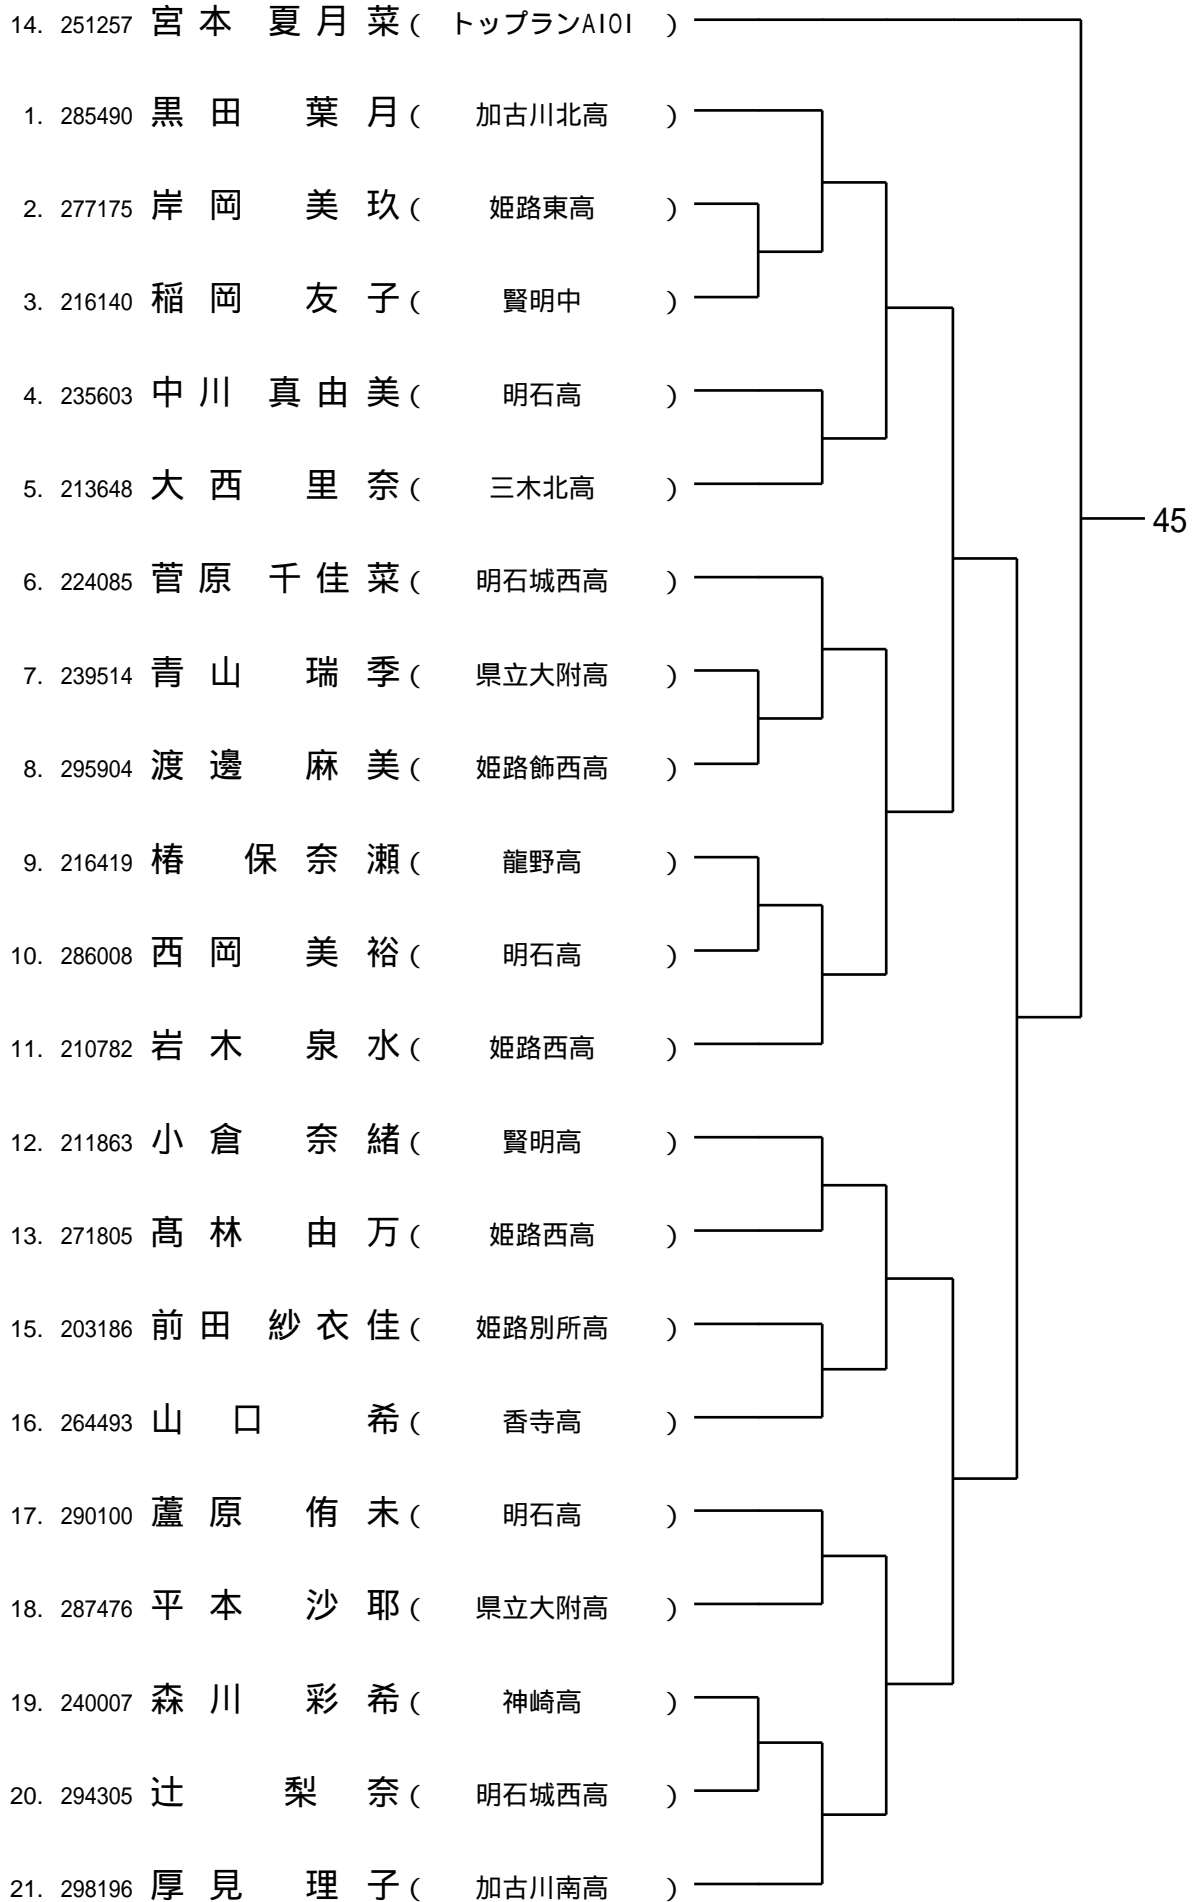 14. 251257 宮本 夏月菜( トップランAIOI )
1. 285490 黒田 葉月( 加古川北高 )
2. 277175 岸岡 美玖( 姫路東高 )
3. 216140 稲岡 友子( 賢明中 )
4. 235603 中川 真由美( 明石高 )
5. 213648 大西 里奈( 三木北高 )
45
6. 224085 菅原 千佳菜( 明石城西高 )
7. 239514 青山 瑞季( 県立大附高 )
8. 295904 渡邊 麻美( 姫路飾西高 )
9. 216419 椿 保奈瀬( 龍野高 )
10. 286008 西岡 美裕( 明石高 )
11. 210782 岩木 泉水( 姫路西高 )
12. 211863 小倉 奈緒( 賢明高 )
13. 271805 髙林 由万( 姫路西高 )
15. 203186 前田 紗衣佳( 姫路別所高 )
16. 264493 山口 希( 香寺高 )
17. 290100 蘆原 侑未( 明石高 )
18. 287476 平本 沙耶( 県立大附高 )
19. 240007 森川 彩希( 神崎高 )
20. 294305 辻 梨奈( 明石城西高 )
21. 298196 厚見 理子( 加古川南高 )